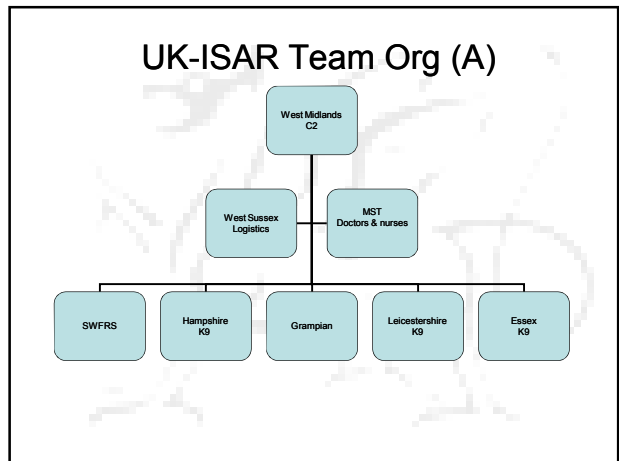 UK-ISAR Team Org (A)
West Midlands
C2
West Sussex
Logistics
MST
Doctors & nurses
SWFRS
Hampshire
K9
Grampian
Leicestershire
K9
Essex
K9